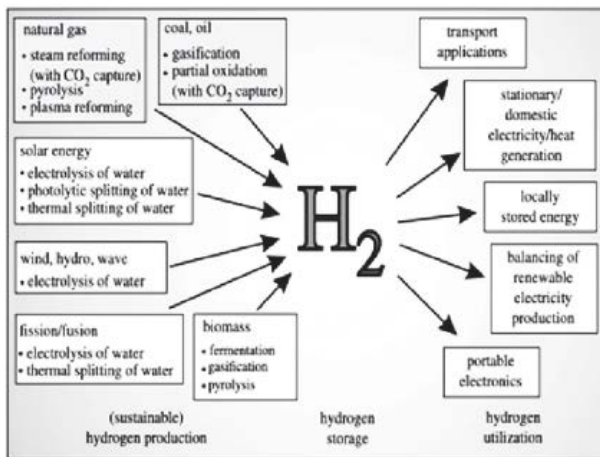 natural gas
• steam reforming
(with CO2 capture)
• pyrolysis
• plasma reforming
coal, oil
• gasification
• partial oxidation
(with CO2 capture)
solar energy
• electrolysis of water
• photolytic splitting of water
• thermal splitting of water
wind, hydro, wave
• electrolysis of water
fission/fusion
• electrolysis of water
• thermal splitting of water
biomass
• fermentation
• gasification
• pyrolysis
H2
transport
applications
stationary/
domestic
electricity/heat
generation
locally
stored energy
balancing of
renewable
electricity
production
portable
electronics
(sustainable)
hydrogen production
hydrogen
storage
hydrogen
utilization